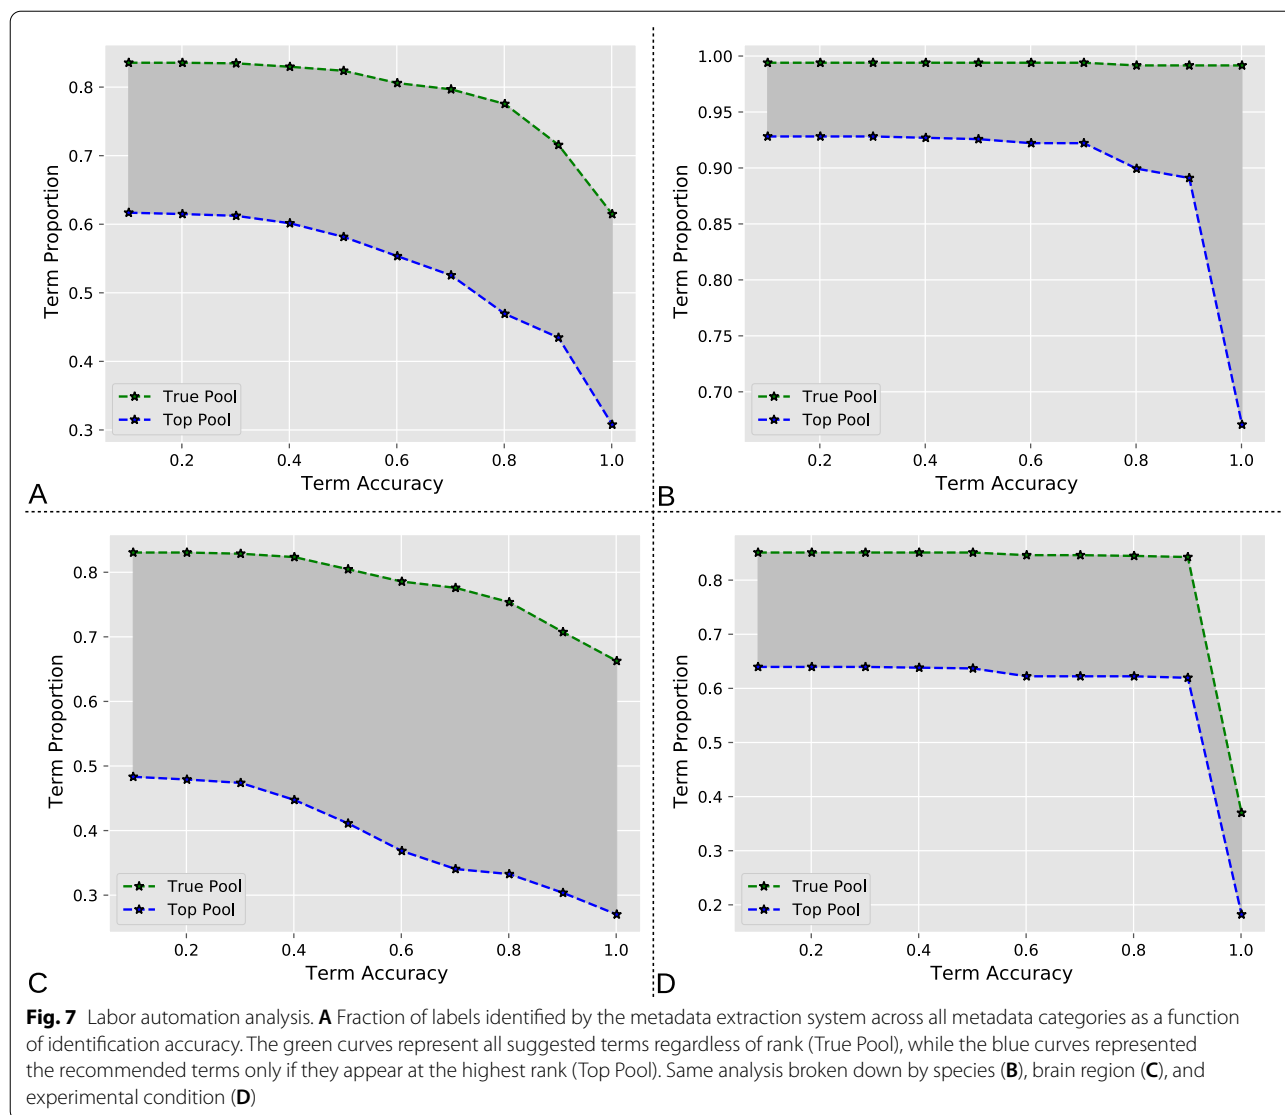 0.8
0.7
0.6
0.5
0.4
0.3
Term Proportion
True Pool
Top Pool
0.2 0.4 0.6 0.8 1.0
Term Accuracy
A
1.00
0.95
0.90
0.85
0.80
0.75
0.70
Term Proportion
True Pool
Top Pool
0.2 0.4 0.6 0.8 1.0
Term Accuracy
B
0.8
0.7
0.6
0.5
0.4
0.3
Term Proportion
True Pool
Top Pool
0.2 0.4 0.6 0.8 1.0
Term Accuracy
C
0.8
0.7
0.6
0.5
0.4
0.3
0.2
Term Proportion
True Pool
Top Pool
0.2 0.4 0.6 0.8 1.0
Term Accuracy
D
Fig. 7 Labor automation analysis. A Fraction of labels identified by the metadata extraction system across all metadata categories as a function
of identification accuracy. The green curves represent all suggested terms regardless of rank (True Pool), while the blue curves represented
the recommended terms only if they appear at the highest rank (Top Pool). Same analysis broken down by species (B), brain region (C), and
experimental condition (D)